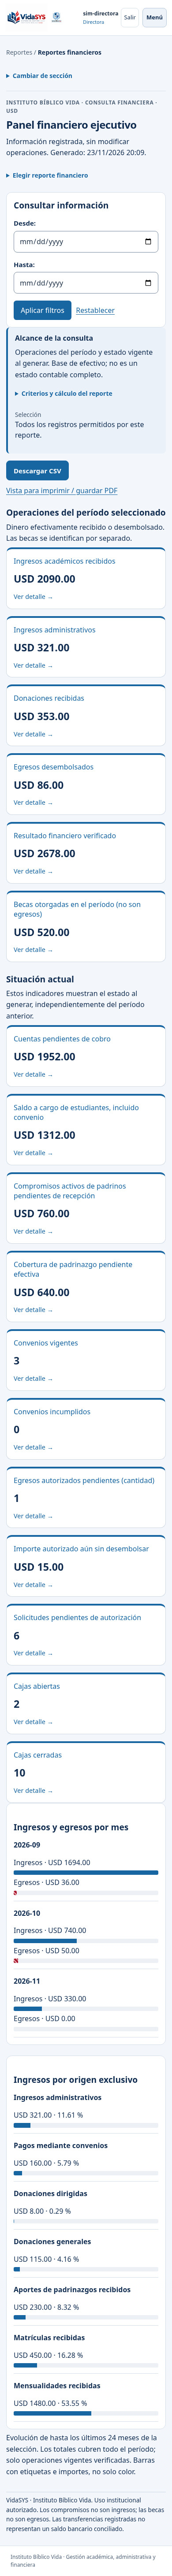 VidaSYS
sim-directora
Directora
Salir
Menú
Reportes / Reportes financieros
▸ Cambiar de sección
INSTITUTO BÍBLICO VIDA · CONSULTA FINANCIERA · USD
Panel financiero ejecutivo
Información registrada, sin modificar operaciones. Generado: 23/11/2026 20:09.
▸ Elegir reporte financiero
Consultar información
Desde:
mm/dd/yyyy
Hasta:
mm/dd/yyyy
Aplicar filtros
Restablecer
Alcance de la consulta
Operaciones del período y estado vigente al generar. Base de efectivo; no es un estado contable completo.
▸ Criterios y cálculo del reporte
Selección
Todos los registros permitidos por este reporte.
Descargar CSV
Vista para imprimir / guardar PDF
Operaciones del período seleccionado
Dinero efectivamente recibido o desembolsado. Las becas se identifican por separado.
Ingresos académicos recibidos
USD 2090.00
Ver detalle →
Ingresos administrativos
USD 321.00
Ver detalle →
Donaciones recibidas
USD 353.00
Ver detalle →
Egresos desembolsados
USD 86.00
Ver detalle →
Resultado financiero verificado
USD 2678.00
Ver detalle →
Becas otorgadas en el período (no son egresos)
USD 520.00
Ver detalle →
Situación actual
Estos indicadores muestran el estado al generar, independientemente del período anterior.
Cuentas pendientes de cobro
USD 1952.00
Ver detalle →
Saldo a cargo de estudiantes, incluido convenio
USD 1312.00
Ver detalle →
Compromisos activos de padrinos pendientes de recepción
USD 760.00
Ver detalle →
Cobertura de padrinazgo pendiente efectiva
USD 640.00
Ver detalle →
Convenios vigentes
3
Ver detalle →
Convenios incumplidos
0
Ver detalle →
Egresos autorizados pendientes (cantidad)
1
Ver detalle →
Importe autorizado aún sin desembolsar
USD 15.00
Ver detalle →
Solicitudes pendientes de autorización
6
Ver detalle →
Cajas abiertas
2
Ver detalle →
Cajas cerradas
10
Ver detalle →
Ingresos y egresos por mes
2026-09
Ingresos · USD 1694.00
Egresos · USD 36.00
2026-10
Ingresos · USD 740.00
Egresos · USD 50.00
2026-11
Ingresos · USD 330.00
Egresos · USD 0.00
Ingresos por origen exclusivo
Ingresos administrativos
USD 321.00 · 11.61 %
Pagos mediante convenios
USD 160.00 · 5.79 %
Donaciones dirigidas
USD 8.00 · 0.29 %
Donaciones generales
USD 115.00 · 4.16 %
Aportes de padrinazgos recibidos
USD 230.00 · 8.32 %
Matrículas recibidas
USD 450.00 · 16.28 %
Mensualidades recibidas
USD 1480.00 · 53.55 %
Evolución de hasta los últimos 24 meses de la selección. Los totales cubren todo el período; solo operaciones vigentes verificadas. Barras con etiquetas e importes, no solo color.
VidaSYS · Instituto Bíblico Vida. Uso institucional autorizado. Los compromisos no son ingresos; las becas no son egresos. Las transferencias registradas no representan un saldo bancario conciliado.
Instituto Bíblico Vida · Gestión académica, administrativa y financiera